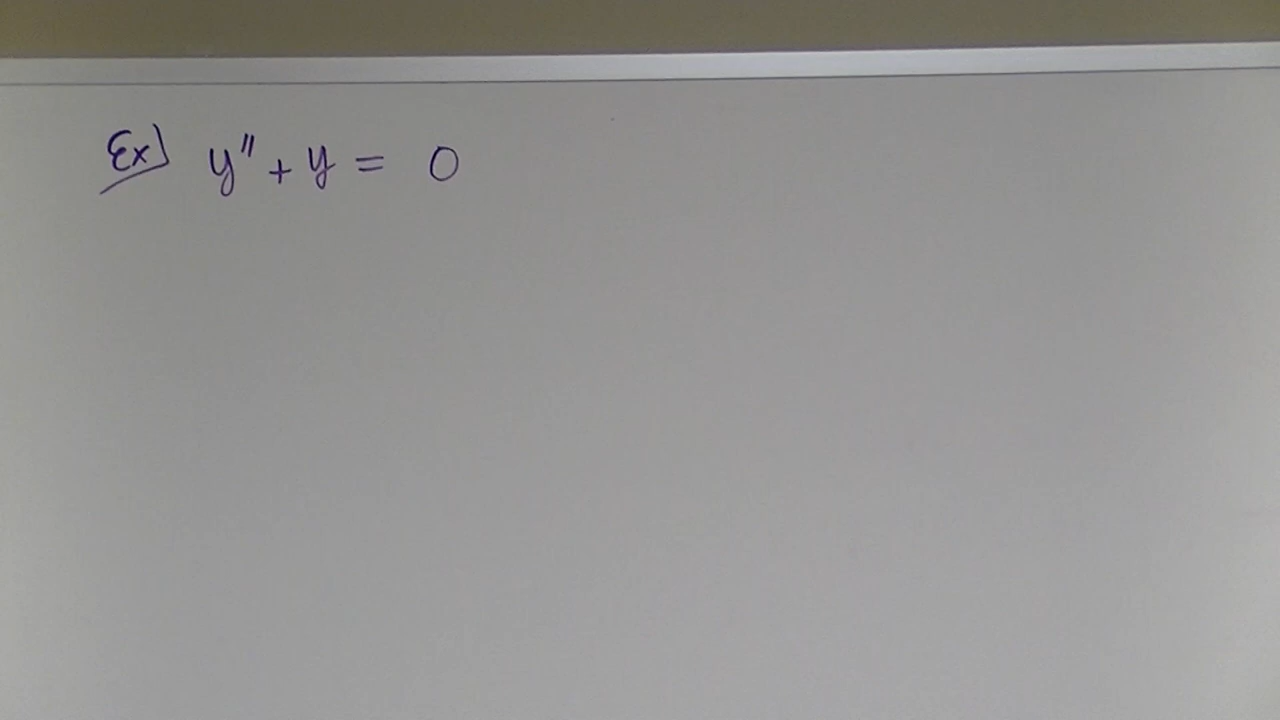 Ex) y" + y = 0